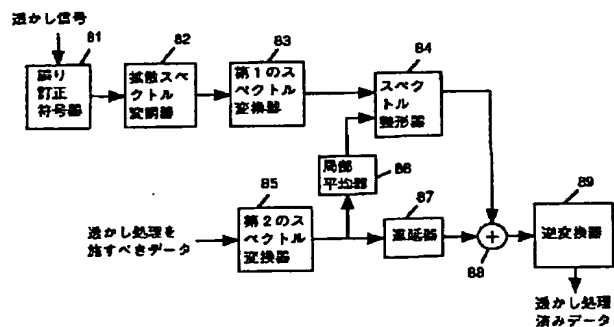 透かし信号
81
誤り
訂正
符号器
82
拡散スペ
クトル
変調器
83
第1のス
ペクトル
変換器
84
スペク
トル
整形器
局部
平均器
86
85
第2のス
ペクトル
変換器
87
遅延器
+
88
89
逆変換器
透かし処理を
施すべきデータ
透かし処理
済みデータ